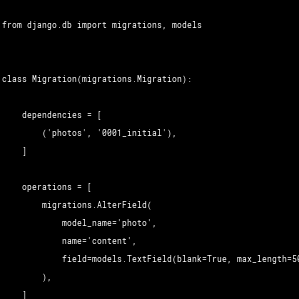 from django.db import migrations, models
class Migration(migrations.Migration):
dependencies = [
('photos', '0001_initial'),
]
operations = [
migrations.AlterField(
model_name='photo',
name='content',
field=models.TextField(blank=True, max_length=50
),
]